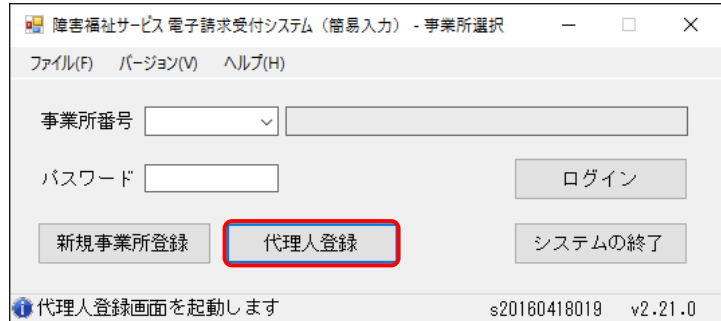 障害福祉サービス 電子請求受付システム（簡易入力） - 事業所選択
ファイル(F) バージョン(V) ヘルプ(H)
事業所番号
パスワード ログイン
新規事業所登録 代理人登録 システムの終了
代理人登録画面を起動します s20160418019 v2.21.0